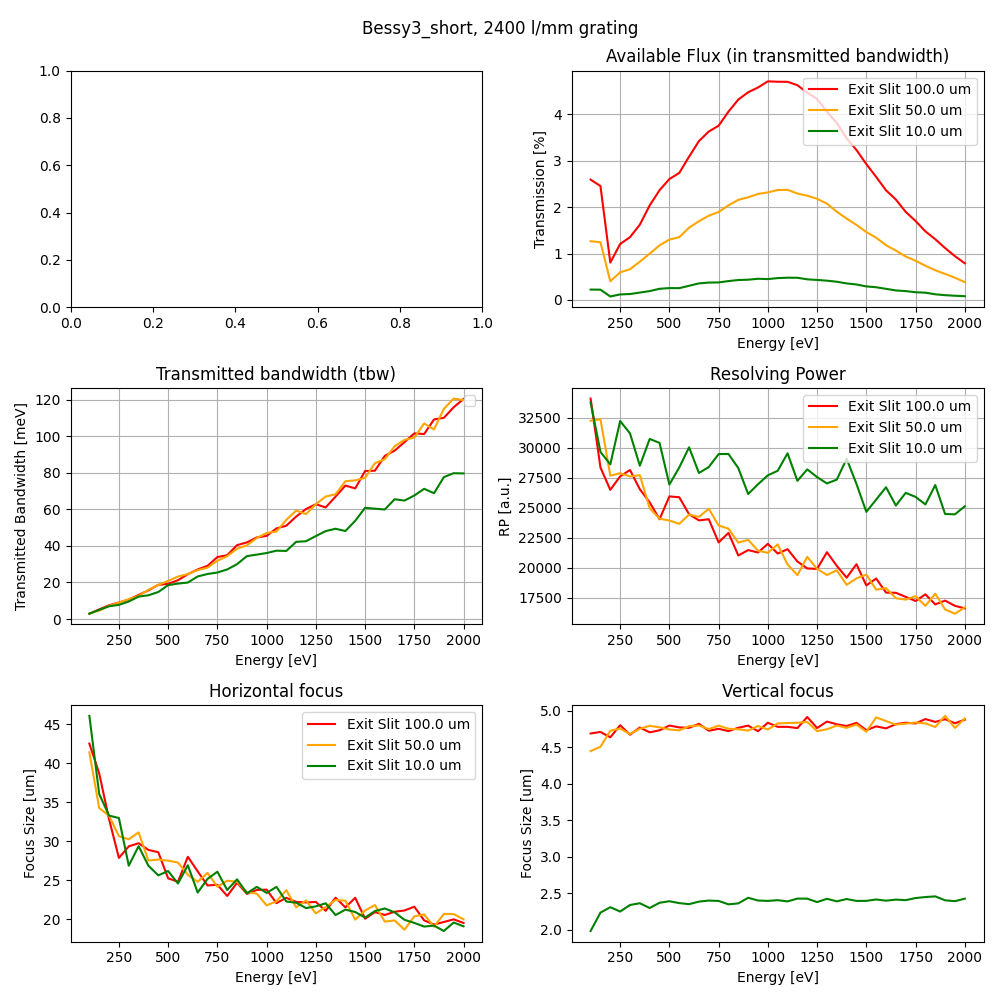 Bessy3_short, 2400 l/mm grating
1.0
0.8
0.6
0.4
0.2
0.0
0.0 0.2 0.4 0.6 0.8 1.0
Available Flux (in transmitted bandwidth)
Transmission [%]
4
3
2
1
0
Exit Slit 100.0 um
Exit Slit 50.0 um
Exit Slit 10.0 um
250 500 750 1000 1250 1500 1750 2000
Energy [eV]
Transmitted bandwidth (tbw)
Transmitted Bandwidth [meV]
120
100
80
60
40
20
0
250 500 750 1000 1250 1500 1750 2000
Energy [eV]
Resolving Power
RP [a.u.]
32500
30000
27500
25000
22500
20000
17500
Exit Slit 100.0 um
Exit Slit 50.0 um
Exit Slit 10.0 um
250 500 750 1000 1250 1500 1750 2000
Energy [eV]
Horizontal focus
Focus Size [um]
45
40
35
30
25
20
Exit Slit 100.0 um
Exit Slit 50.0 um
Exit Slit 10.0 um
250 500 750 1000 1250 1500 1750 2000
Energy [eV]
Vertical focus
Focus Size [um]
5.0
4.5
4.0
3.5
3.0
2.5
2.0
250 500 750 1000 1250 1500 1750 2000
Energy [eV]